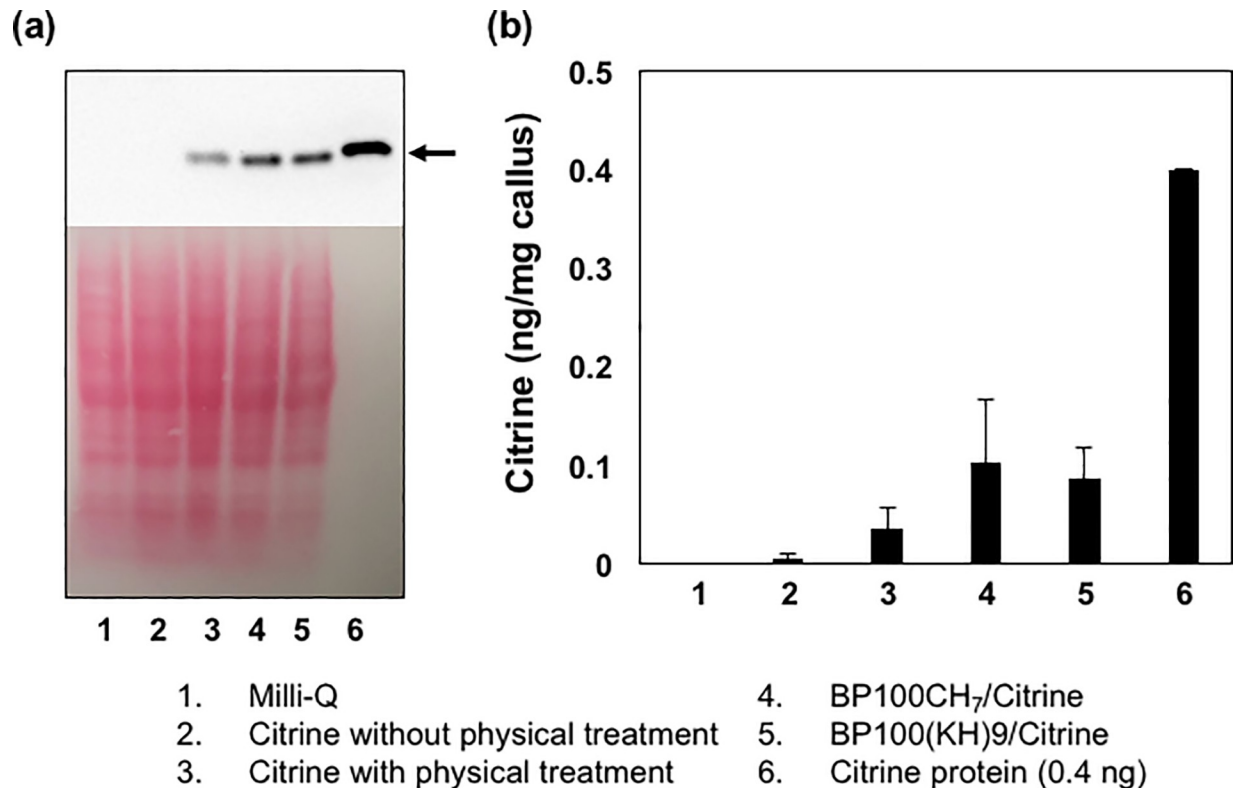 (a)
(b)
1 2 3 4 5 6
Citrine (ng/mg callus)
0.5
0.4
0.3
0.2
0.1
0
1 2 3 4 5 6
1. Milli-Q
2. Citrine without physical treatment
3. Citrine with physical treatment
4. BP100CH₇/Citrine
5. BP100(KH)9/Citrine
6. Citrine protein (0.4 ng)